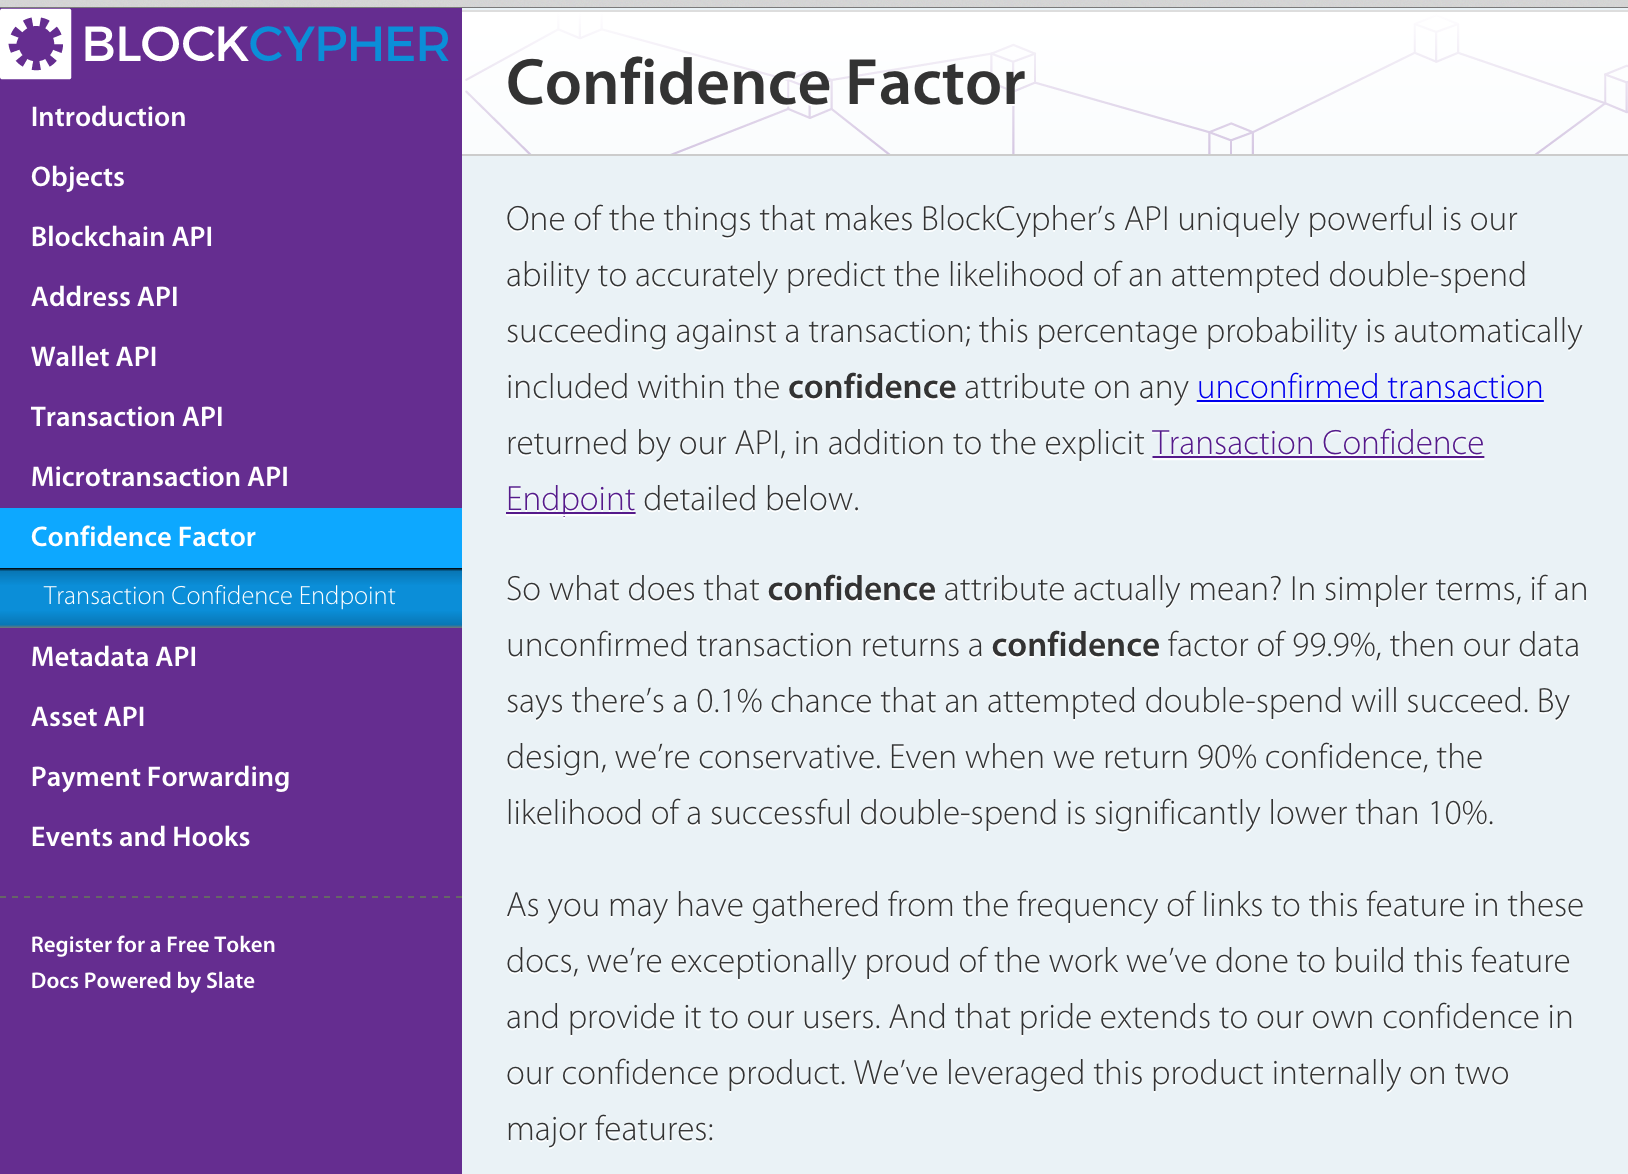 BLOCKCYPHER
Introduction
Objects
Blockchain API
Address API
Wallet API
Transaction API
Microtransaction API
Confidence Factor
Transaction Confidence Endpoint
Metadata API
Asset API
Payment Forwarding
Events and Hooks
Register for a Free Token
Docs Powered by Slate
Confidence Factor
One of the things that makes BlockCypher’s API uniquely powerful is our
ability to accurately predict the likelihood of an attempted double-spend
succeeding against a transaction; this percentage probability is automatically
included within the confidence attribute on any unconfirmed transaction
returned by our API, in addition to the explicit Transaction Confidence
Endpoint detailed below.
So what does that confidence attribute actually mean? In simpler terms, if an
unconfirmed transaction returns a confidence factor of 99.9%, then our data
says there’s a 0.1% chance that an attempted double-spend will succeed. By
design, we’re conservative. Even when we return 90% confidence, the
likelihood of a successful double-spend is significantly lower than 10%.
As you may have gathered from the frequency of links to this feature in these
docs, we’re exceptionally proud of the work we’ve done to build this feature
and provide it to our users. And that pride extends to our own confidence in
our confidence product. We’ve leveraged this product internally on two
major features: